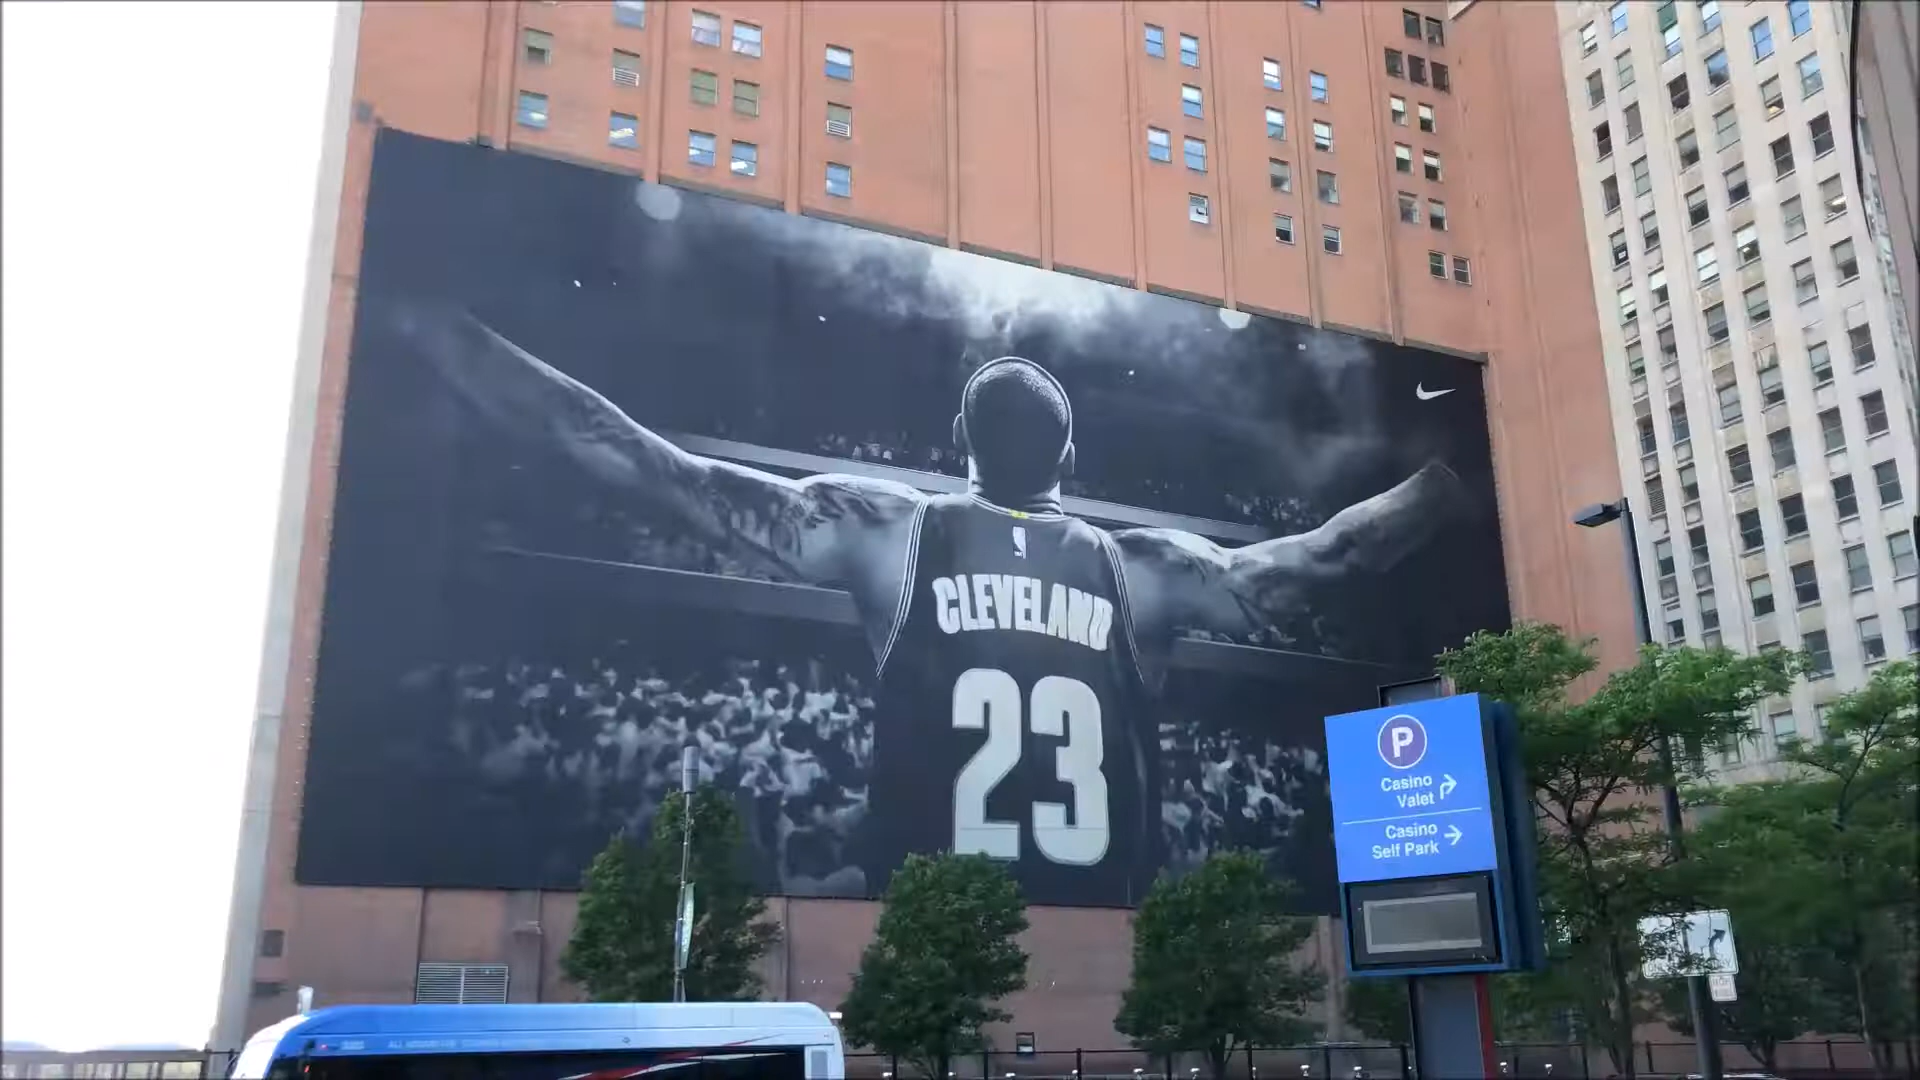 CLEVELAND
23
P
Casino
Valet
Casino
Self Park